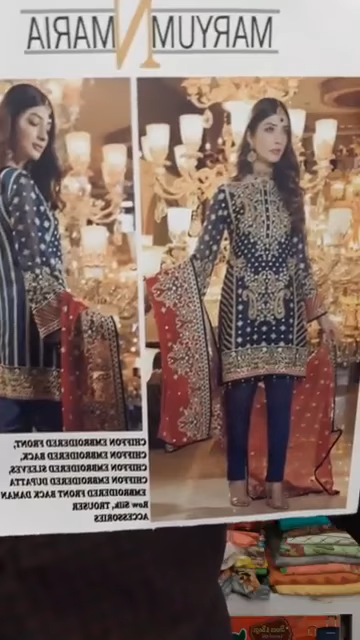 MARYUM N MARIA
CHIFFON EMBROIDERED FRONT,
CHIFFON EMBROIDERED BACK,
CHIFFON EMBROIDERED SLEEVES,
CHIFFON EMBROIDERED DUPATTA
EMBROIDERED FRONT BACK DAMAN
Raw Silk, TROUSER
ACCESSORIES